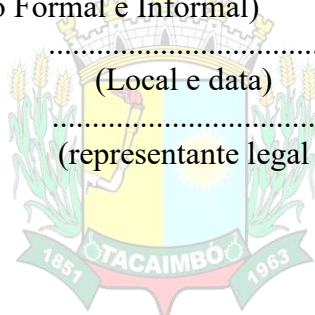 o Formal e Informal)
...................................
(Local e data)
...................................
(representante legal
1851 TACAIMBÓ 1963